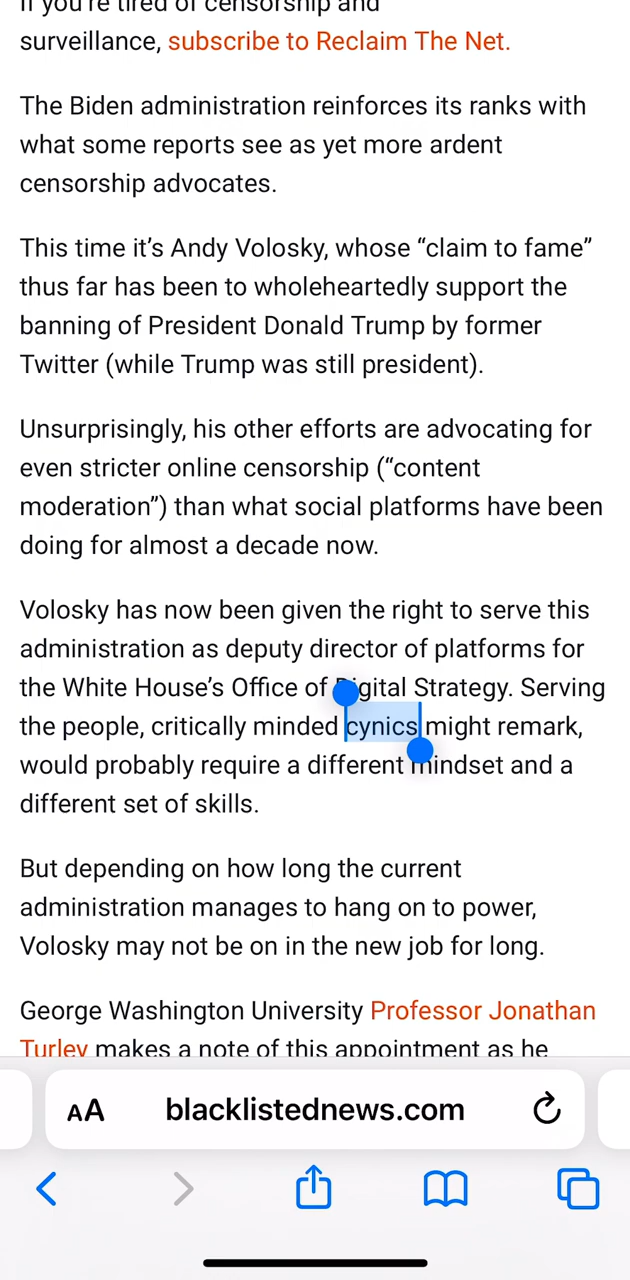 If you're tired of censorship and
surveillance, subscribe to Reclaim The Net.
The Biden administration reinforces its ranks with
what some reports see as yet more ardent
censorship advocates.
This time it's Andy Volosky, whose “claim to fame”
thus far has been to wholeheartedly support the
banning of President Donald Trump by former
Twitter (while Trump was still president).
Unsurprisingly, his other efforts are advocating for
even stricter online censorship (“content
moderation”) than what social platforms have been
doing for almost a decade now.
Volosky has now been given the right to serve this
administration as deputy director of platforms for
the White House’s Office of Digital Strategy. Serving
the people, critically minded cynics might remark,
would probably require a different mindset and a
different set of skills.
But depending on how long the current
administration manages to hang on to power,
Volosky may not be on in the new job for long.
George Washington University Professor Jonathan
Turley makes a note of this appointment as he
AA blacklistednews.com